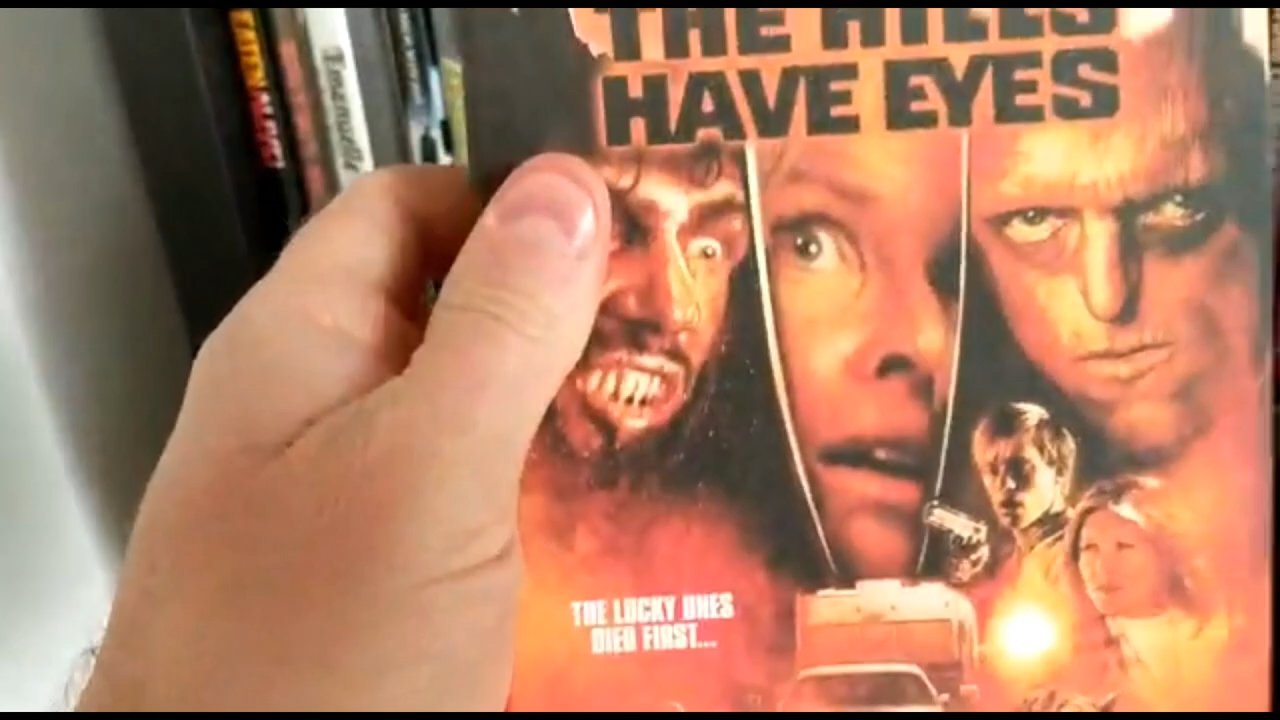 THE HILLS
HAVE EYES
THE LUCKY ONES
DIED FIRST...